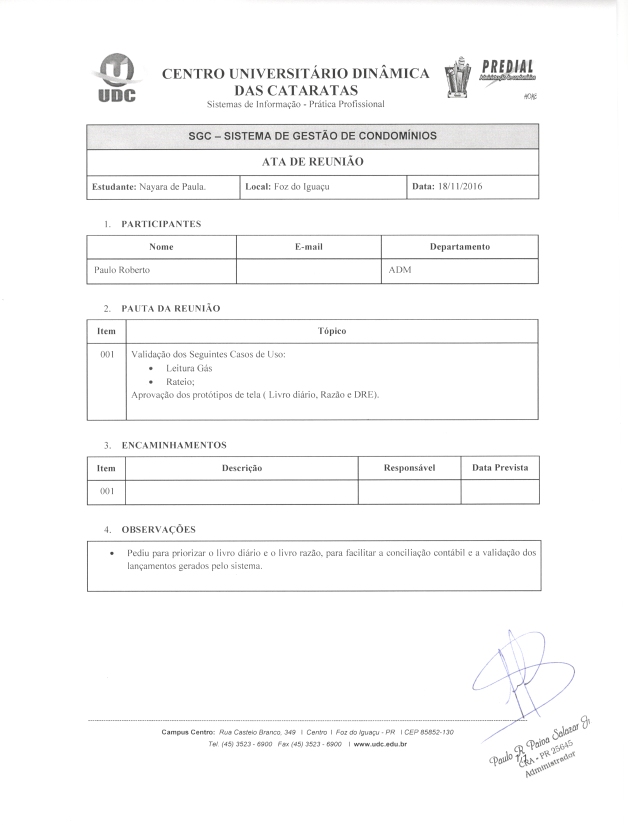 UDC
CENTRO UNIVERSITÁRIO DINÂMICA
DAS CATARATAS
Sistemas de Informação - Prática Profissional
PREDIAL
Administração de condomínios
SGC – SISTEMA DE GESTÃO DE CONDOMÍNIOS
ATA DE REUNIÃO
Estudante: Nayara de Paula. Local: Foz do Iguaçu Data: 18/11/2016
1. PARTICIPANTES
Nome E-mail Departamento
Paulo Roberto ADM
2. PAUTA DA REUNIÃO
Item Tópico
001 Validação dos Seguintes Casos de Uso:
• Leitura Gás
• Rateio;
Aprovação dos protótipos de tela ( Livro diário, Razão e DRE).
3. ENCAMINHAMENTOS
Item Descrição Responsável Data Prevista
001
4. OBSERVAÇÕES
• Pediu para priorizar o livro diário e o livro razão, para facilitar a conciliação contábil e a validação dos
lançamentos gerados pelo sistema.
Campus Centro: Rua Castelo Branco, 349 I Centro I Foz do Iguaçu - PR I CEP 85852-130
Tel. (45) 3523 - 6900 Fax (45) 3523 - 6900 I www.udc.edu.br
Paulo R. Paiva Salazar Jr
CRA - PR 25645
Administrador